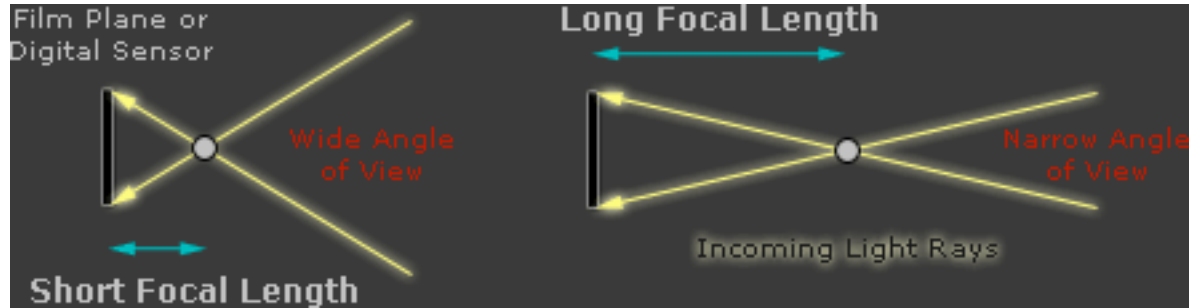 Film Plane or
Digital Sensor
Wide Angle
of View
Short Focal Length
Long Focal Length
Narrow Angle
of View
Incoming Light Rays